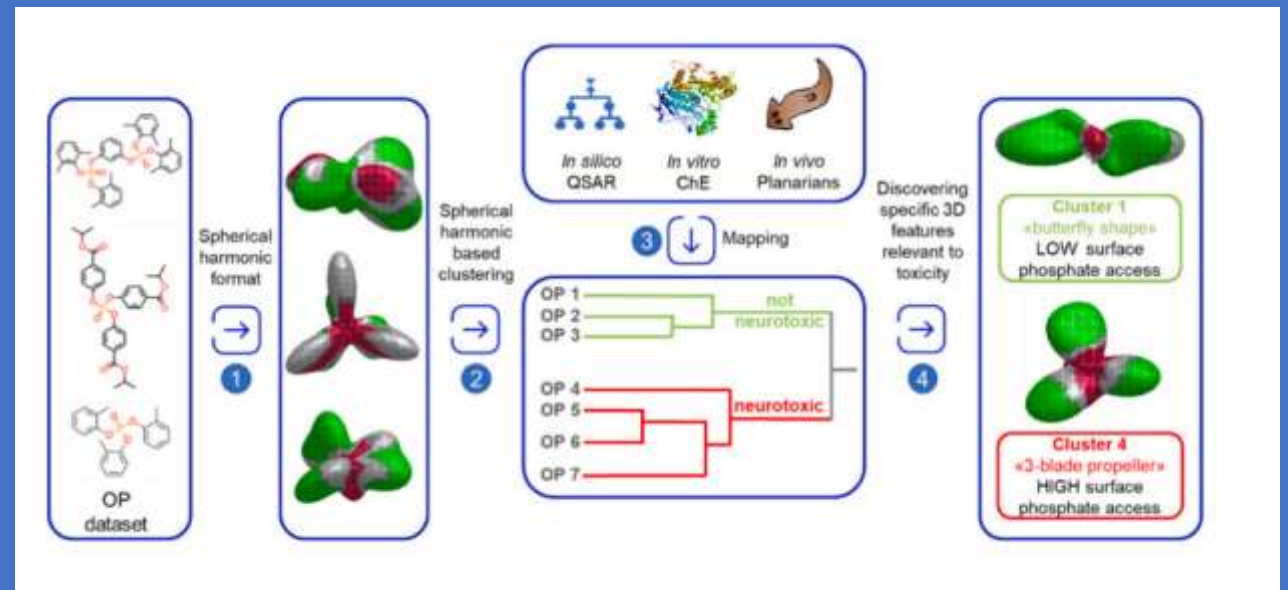 OP
dataset
Spherical
harmonic
format
1
Spherical
harmonic
based
clustering
2
In silico
QSAR
In vitro
ChE
In vivo
Planarians
3
Mapping
OP 1
OP 2
OP 3
OP 4
OP 5
OP 6
OP 7
not
neurotoxic
neurotoxic
Discovering
specific 3D
features
relevant to
toxicity
4
Cluster 1
«butterfly shape»
LOW surface
phosphate access
Cluster 4
«3-blade propeller»
HIGH surface
phosphate access